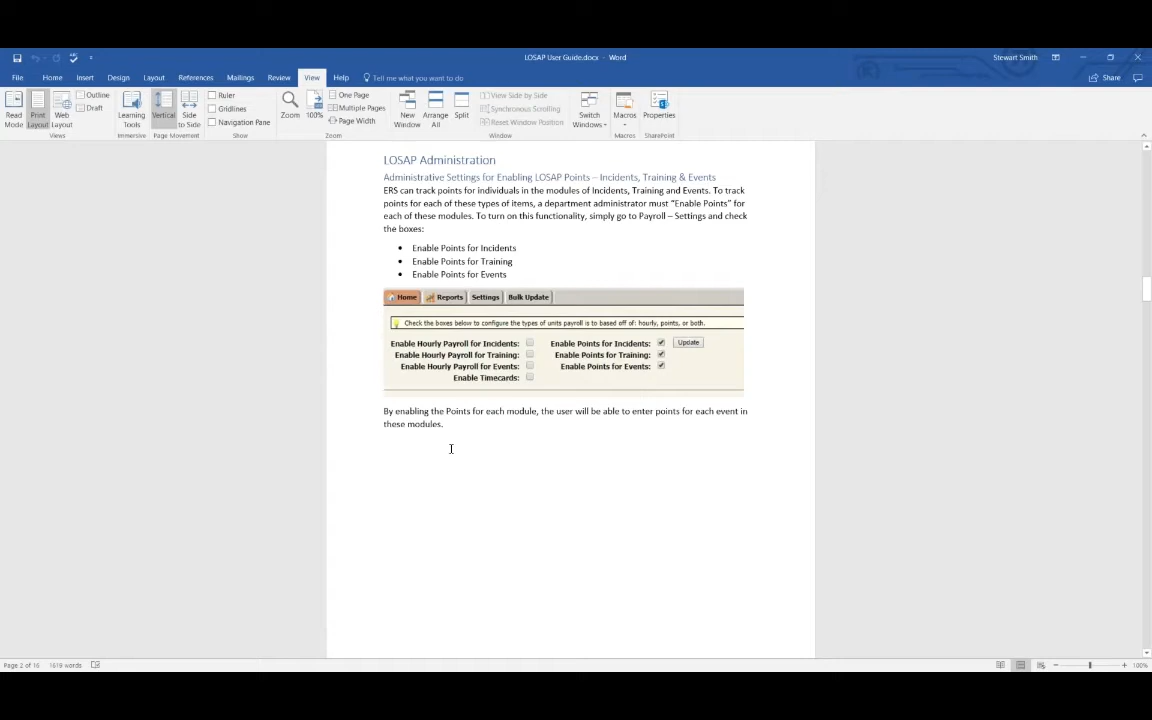 LOSAP User Guide.docx - Word
Stewart Smith
File Home Insert Design Layout References Mailings Review View Help Tell me what you want to do Share
Read Mode
Print Layout
Web Layout
Outline
Draft
Views
Learning Tools
Immersive
Vertical
Side to Side
Page Movement
Ruler
Gridlines
Navigation Pane
Show
Zoom
100%
One Page
Multiple Pages
Page Width
Zoom
New Window
Arrange All
Split
View Side by Side
Synchronous Scrolling
Reset Window Position
Window
Switch Windows
Macros
Macros
Properties
SharePoint
LOSAP Administration
Administrative Settings for Enabling LOSAP Points – Incidents, Training & Events
ERS can track points for individuals in the modules of Incidents, Training and Events. To track
points for each of these types of items, a department administrator must “Enable Points” for
each of these modules. To turn on this functionality, simply go to Payroll – Settings and check
the boxes:
• Enable Points for Incidents
• Enable Points for Training
• Enable Points for Events
Home Reports Settings Bulk Update
Check the boxes below to configure the types of units payroll is to based off of: hourly, points, or both.
Enable Hourly Payroll for Incidents: Enable Points for Incidents: Update
Enable Hourly Payroll for Training: Enable Points for Training:
Enable Hourly Payroll for Events: Enable Points for Events:
Enable Timecards:
By enabling the Points for each module, the user will be able to enter points for each event in
these modules.
Page 2 of 16 1619 words 100%